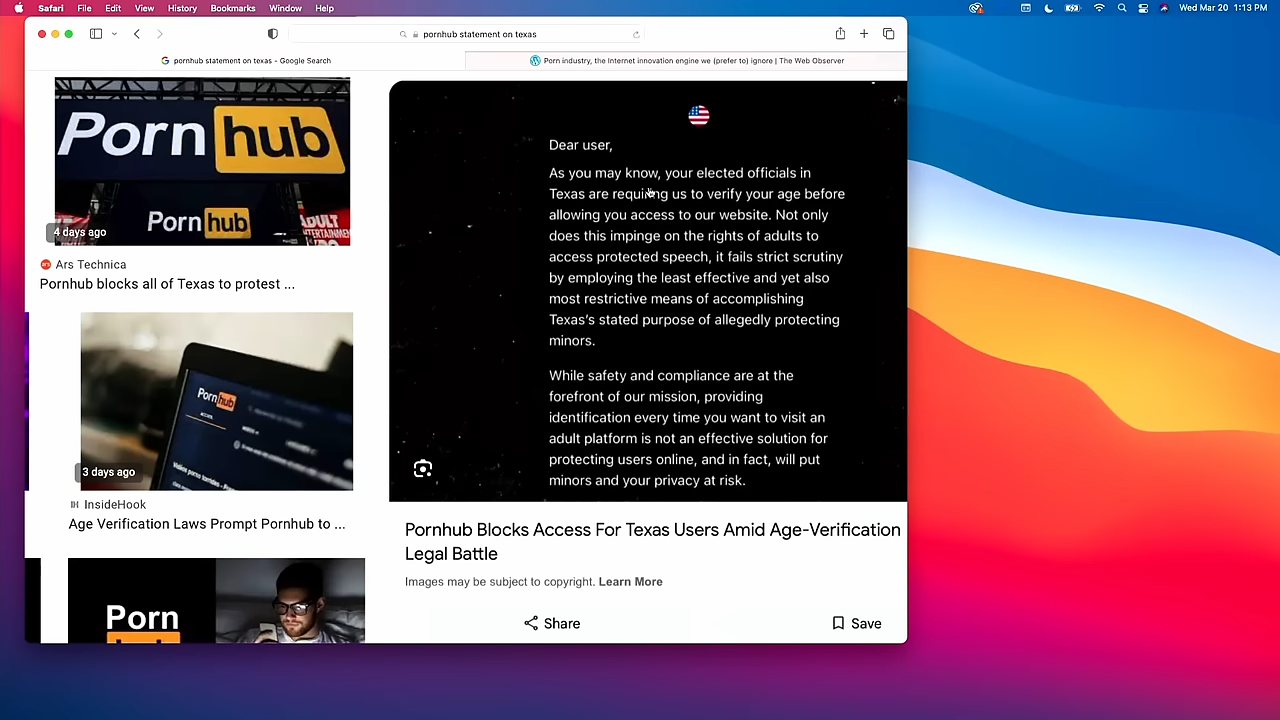 Safari File Edit View History Bookmarks Window Help
Wed Mar 20 1:13 PM
pornhub statement on texas
pornhub statement on texas - Google Search
Porn industry, the Internet innovation engine we (prefer to) ignore | The Web Observer
Porn hub
Porn hub
ADULT
4 days ago
Ars Technica
Pornhub blocks all of Texas to protest ...
Porn hub
3 days ago
InsideHook
Age Verification Laws Prompt Pornhub to ...
Porn
Dear user,
As you may know, your elected officials in
Texas are requiring us to verify your age before
allowing you access to our website. Not only
does this impinge on the rights of adults to
access protected speech, it fails strict scrutiny
by employing the least effective and yet also
most restrictive means of accomplishing
Texas's stated purpose of allegedly protecting
minors.
While safety and compliance are at the
forefront of our mission, providing
identification every time you want to visit an
adult platform is not an effective solution for
protecting users online, and in fact, will put
minors and your privacy at risk.
Pornhub Blocks Access For Texas Users Amid Age-Verification
Legal Battle
Images may be subject to copyright. Learn More
Share
Save